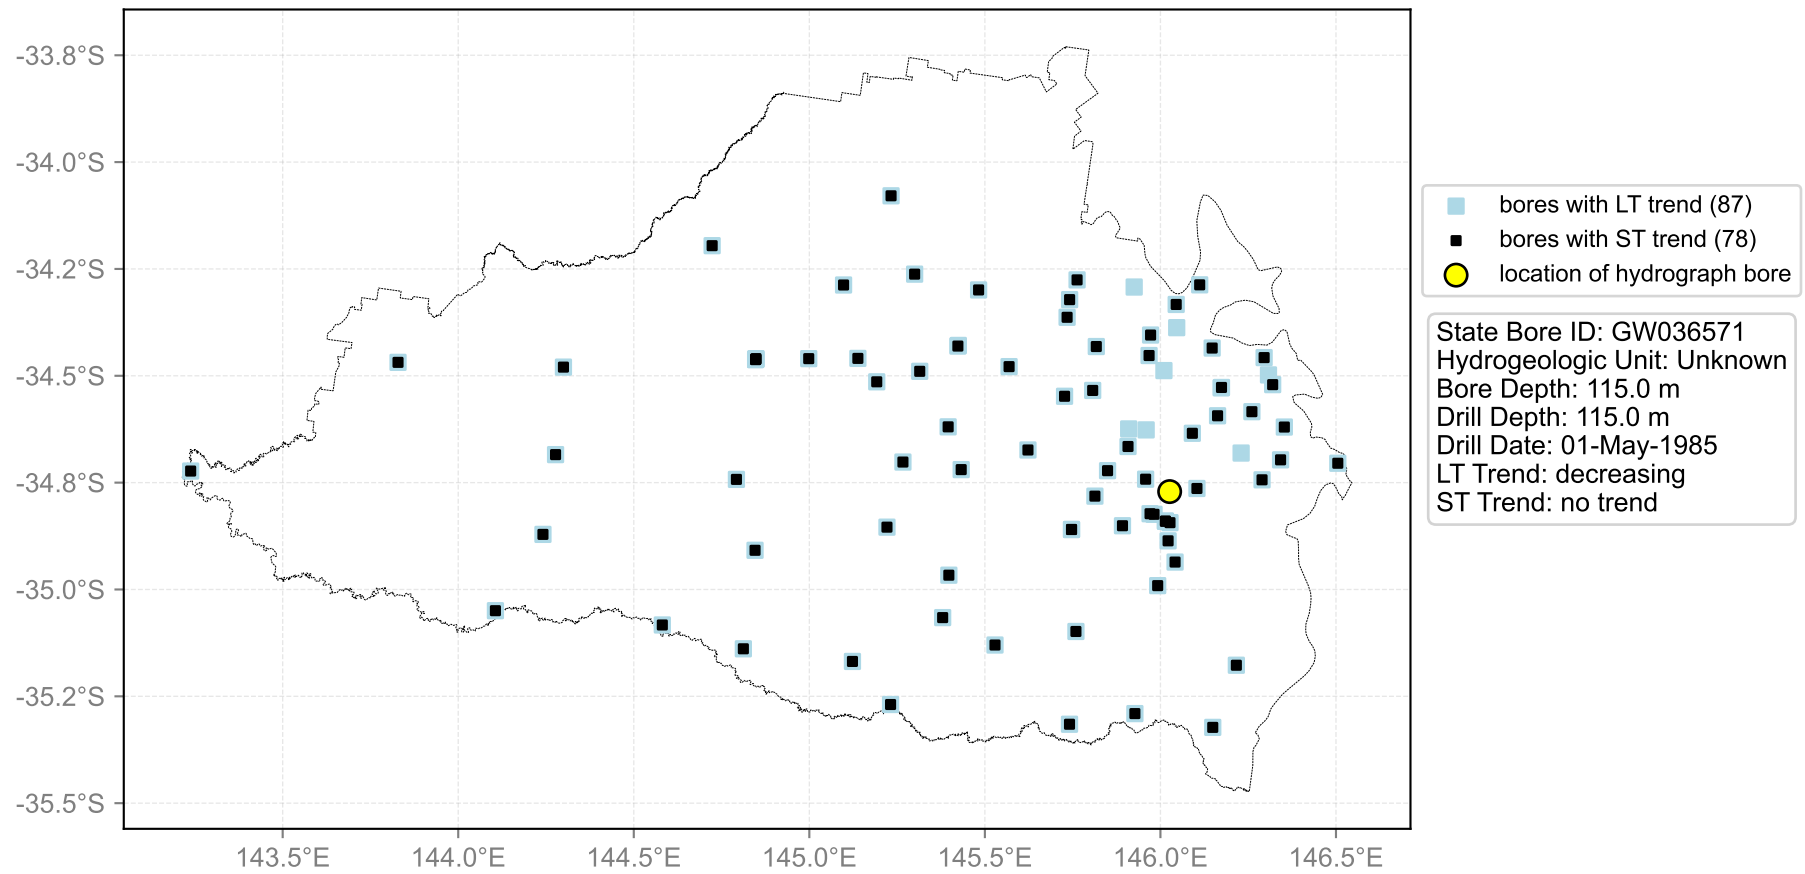 -33.8°S
-34.0°S
-34.2°S
-34.5°S
-34.8°S
-35.0°S
-35.2°S
-35.5°S
143.5°E
144.0°E
144.5°E
145.0°E
145.5°E
146.0°E
146.5°E
bores with LT trend (87)
bores with ST trend (78)
location of hydrograph bore
State Bore ID: GW036571
Hydrogeologic Unit: Unknown
Bore Depth: 115.0 m
Drill Depth: 115.0 m
Drill Date: 01-May-1985
LT Trend: decreasing
ST Trend: no trend